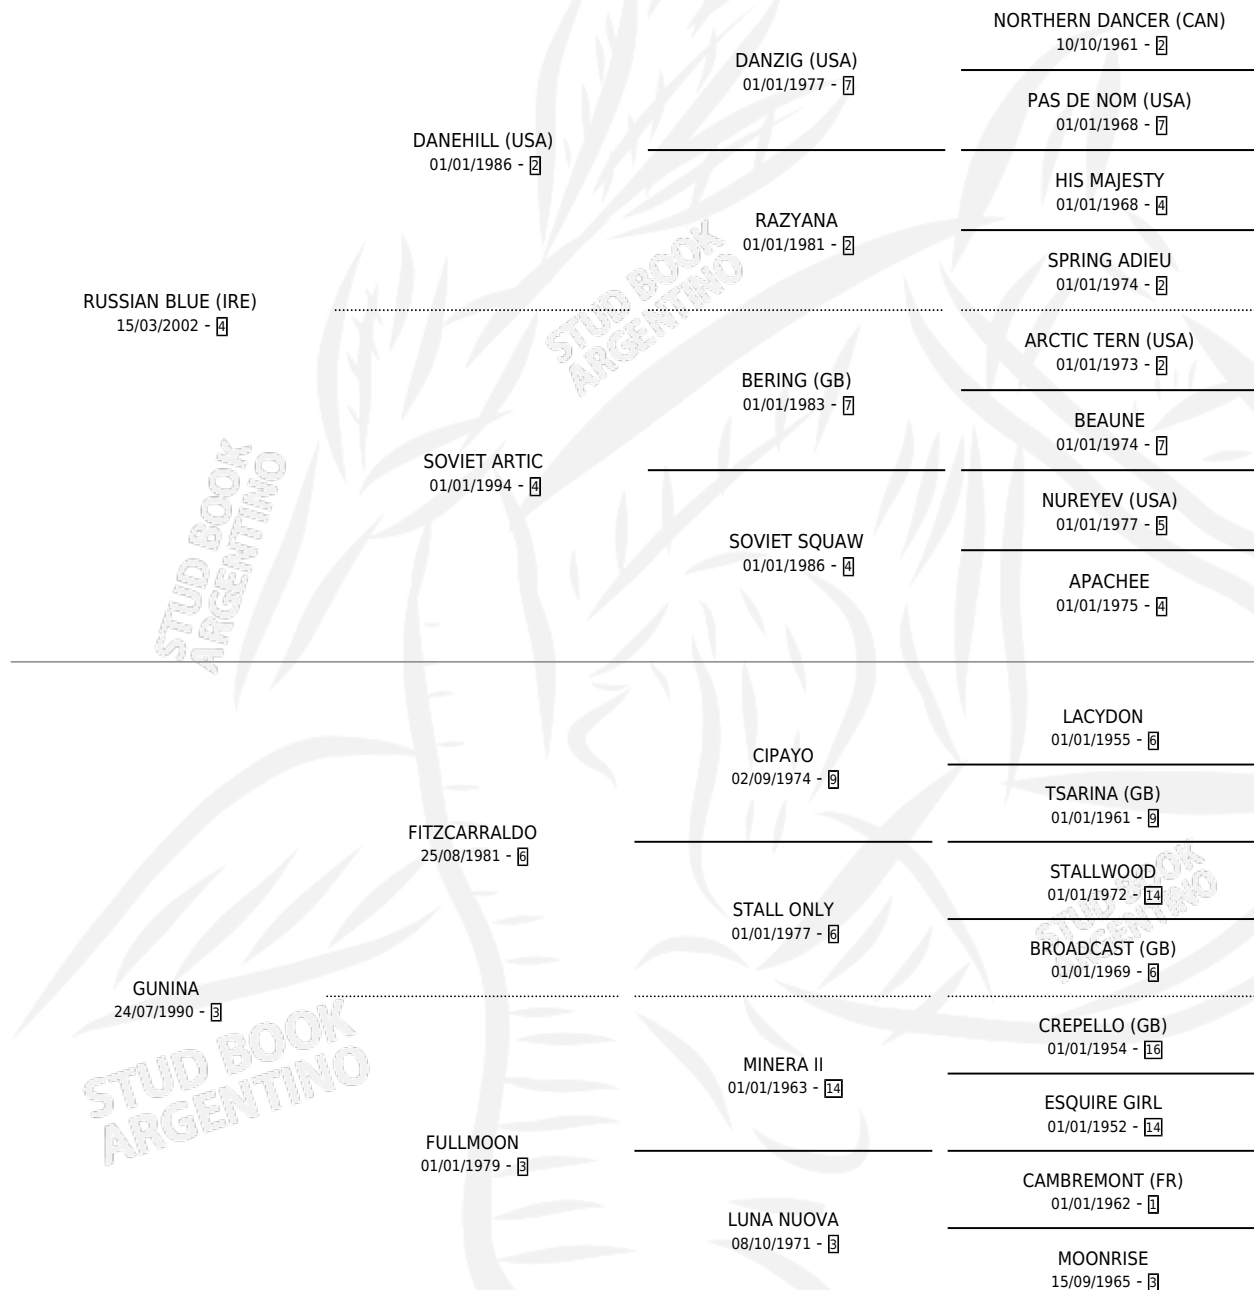 NORTHERN DANCER (CAN)
10/10/1961 - 2
DANZIG (USA)
01/01/1977 - 7
PAS DE NOM (USA)
01/01/1968 - 7
DANEHILL (USA)
01/01/1986 - 2
HIS MAJESTY
01/01/1968 - 4
RAZYANA
01/01/1981 - 2
SPRING ADIEU
01/01/1974 - 2
RUSSIAN BLUE (IRE)
15/03/2002 - 4
STUD BOOK
ARGENTINO
ARCTIC TERN (USA)
01/01/1973 - 2
BERING (GB)
01/01/1983 - 7
BEAUNE
01/01/1974 - 7
SOVIET ARTIC
01/01/1994 - 4
NUREYEV (USA)
01/01/1977 - 5
SOVIET SQUAW
01/01/1986 - 4
APACHEE
01/01/1975 - 4
STUD BOOK
ARGENTINO
LACYDON
01/01/1955 - 6
CIPAYO
02/09/1974 - 9
TSARINA (GB)
01/01/1961 - 9
FITZCARRALDO
25/08/1981 - 6
STALLWOOD
01/01/1972 - 14
STALL ONLY
01/01/1977 - 6
STUD BOOK
ARGENTINO
BROADCAST (GB)
01/01/1969 - 6
GUNINA
24/07/1990 - 3
CREPELLO (GB)
01/01/1954 - 16
MINERA II
01/01/1963 - 14
STUD BOOK
ARGENTINO
ESQUIRE GIRL
01/01/1952 - 14
FULLMOON
01/01/1979 - 3
CAMBREMONT (FR)
01/01/1962 - 1
LUNA NUOVA
08/10/1971 - 3
MOONRISE
15/09/1965 - 3